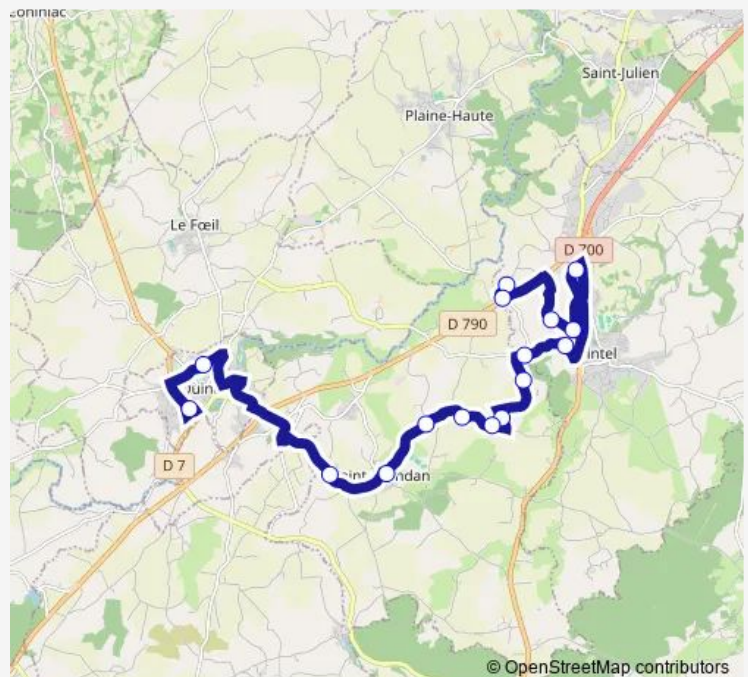 Saint-Julien
Plaine-Haute
Le Fœil
D 700
D 790
D 7
© OpenStreetMap contributors